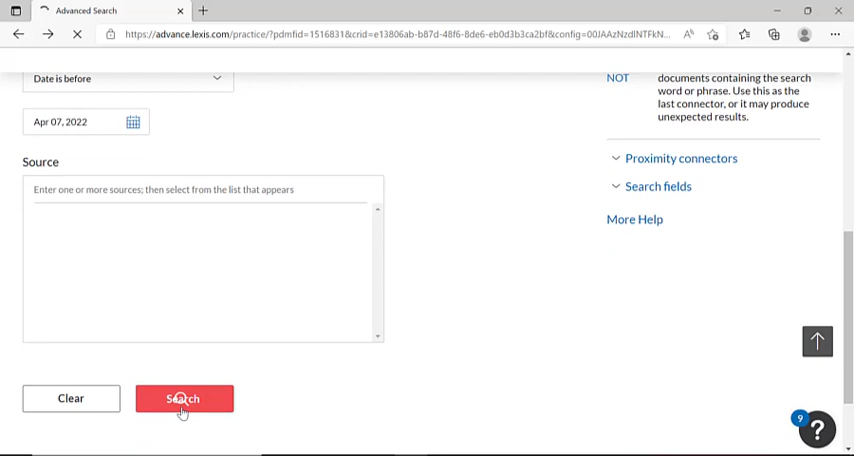 Advanced Search
https://advance.lexis.com/practice/?pdmfid=1516831&crid=e13806ab-b87d-48f6-8de6-eb0d3b3ca2bf&config=00JAAzNzdlNTFkN...
Date is before
Apr 07, 2022
Source
Enter one or more sources; then select from the list that appears
Clear
Search
NOT
documents containing the search
word or phrase. Use this as the
last connector, or it may produce
unexpected results.
Proximity connectors
Search fields
More Help
9
?